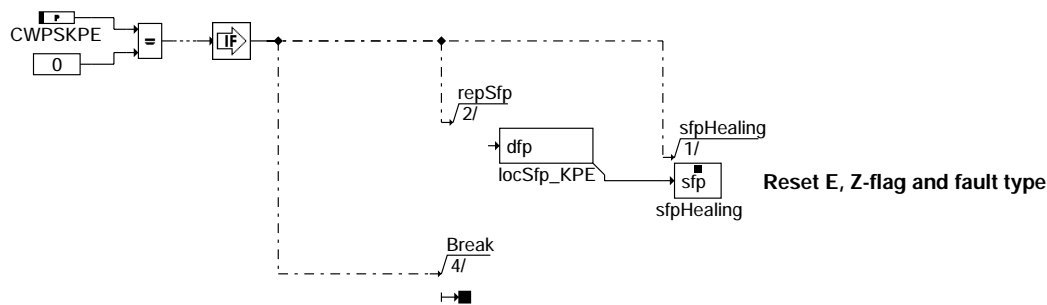 P
CWPSKPE
0
=
IF
repSfp
2/
sfpHealing
1/
dfp
locSfp_KPE
sfp
sfpHealing
Reset E, Z-flag and fault type
Break
4/